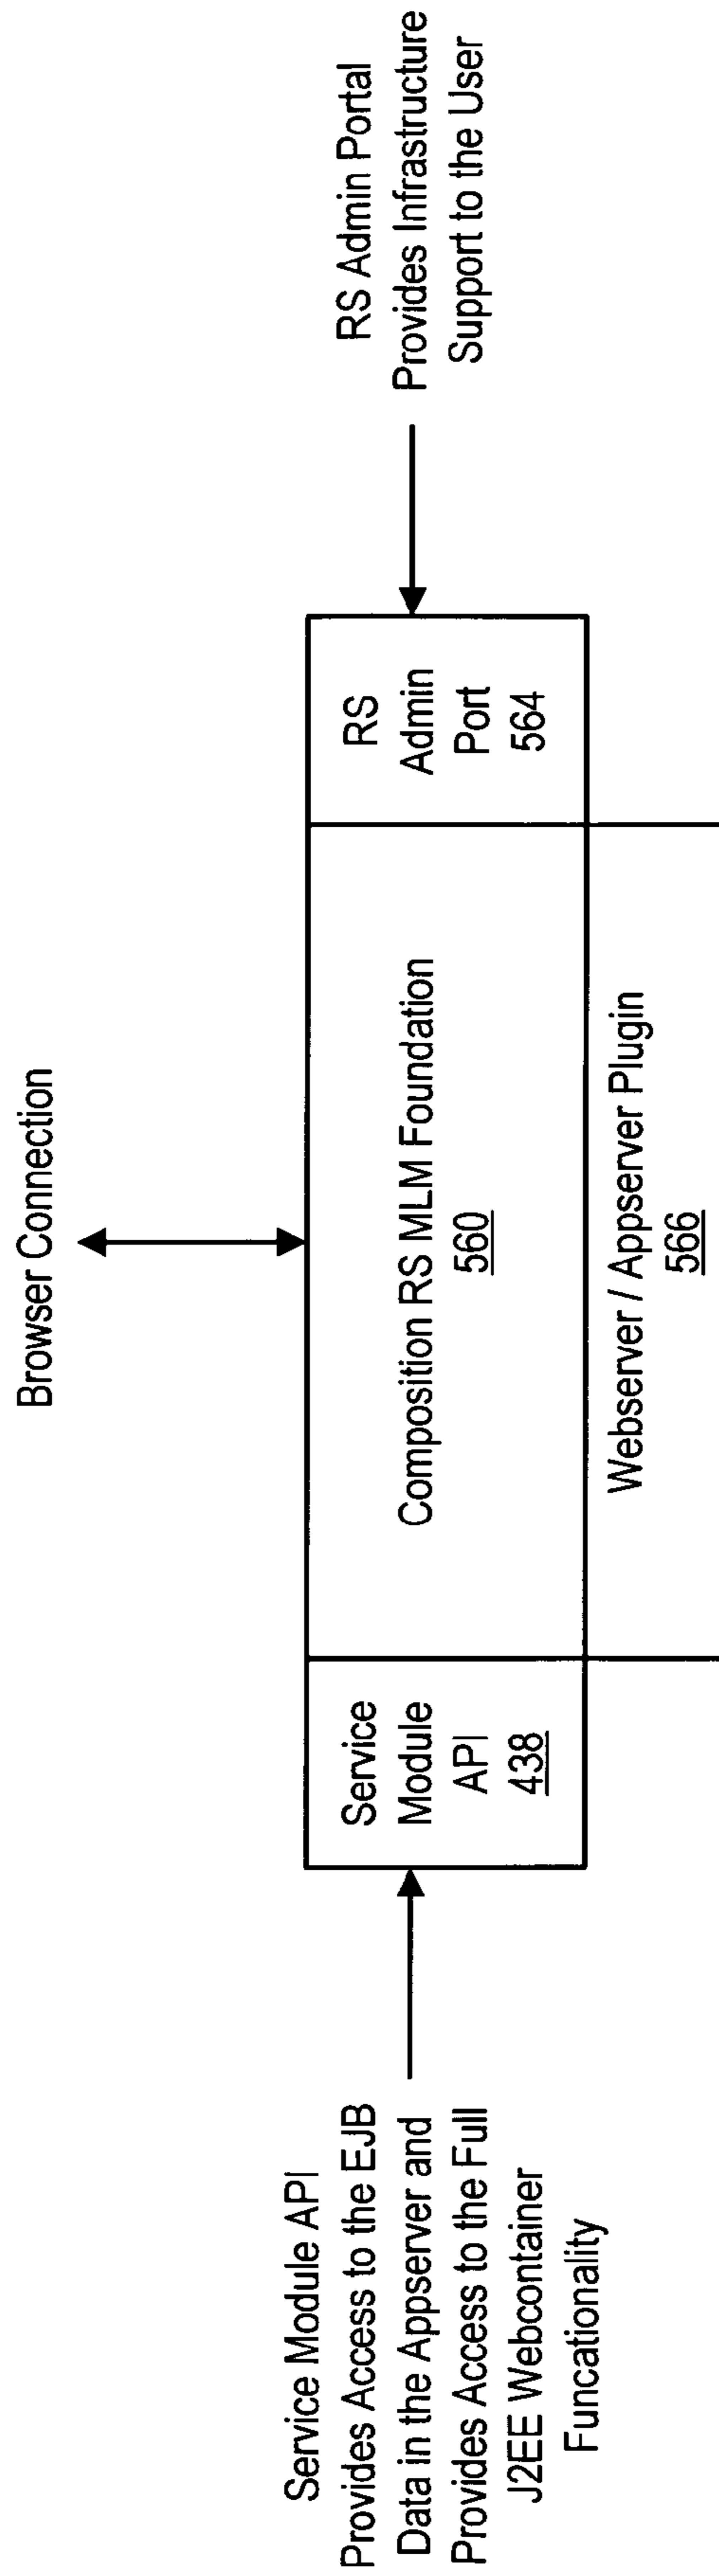 Browser Connection
Service Module API
Provides Access to the EJB
Data in the Appserver and
Provides Access to the Full
J2EE Webcontainer
Funcationality
Service
Module
API
438
Composition RS MLM Foundation
560
RS
Admin
Port
564
RS Admin Portal
Provides Infrastructure
Support to the User
Webserver / Appserver Plugin
566